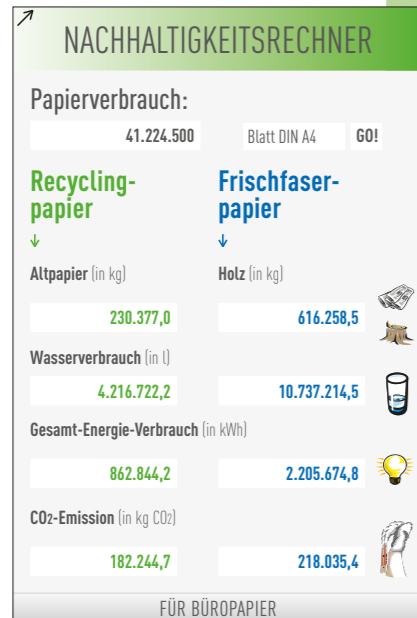 NACHHALTIGKEITSRECHNER
Papierverbrauch:
41.224.500 Blatt DIN A4 GO!
Recycling- Frischfaser-
papier papier
Altpapier (in kg) Holz (in kg)
230.377,0 616.258,5
Wasserverbrauch (in l)
4.216.722,2 10.737.214,5
Gesamt-Energie-Verbrauch (in kWh)
862.844,2 2.205.674,8
CO2-Emission (in kg CO2)
182.244,7 218.035,4
FÜR BÜROPAPIER